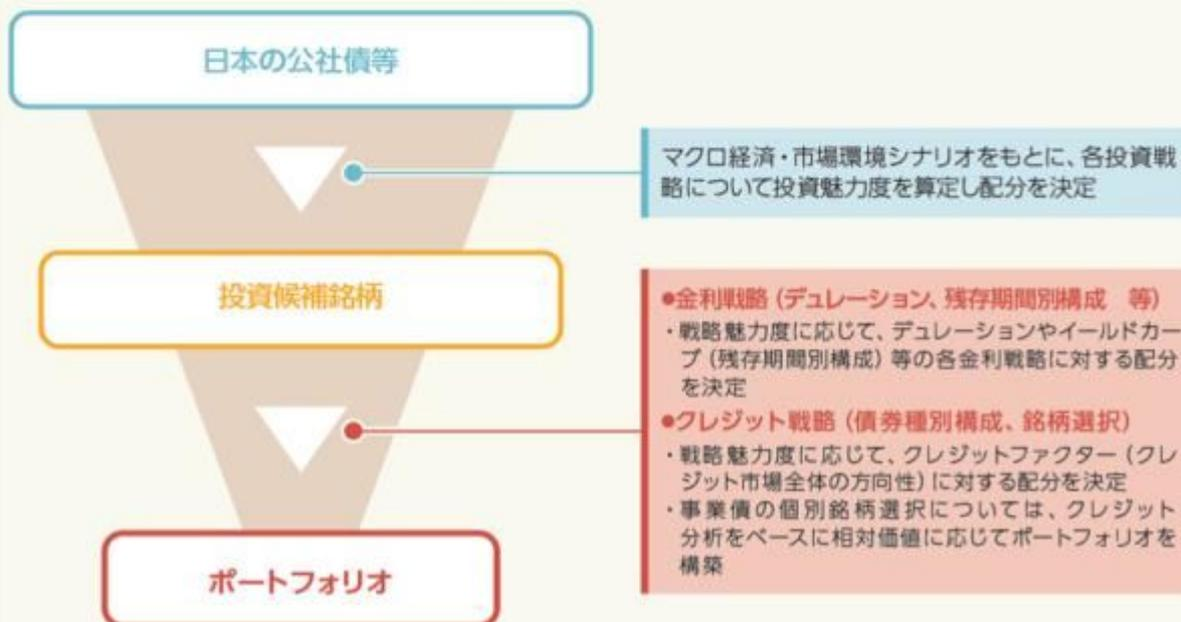 日本の公社債等
マクロ経済・市場環境シナリオをもとに、各投資戦
略について投資魅力度を算定し配分を決定
投資候補銘柄
●金利戦略（デュレーション、残存期間別構成　等）
・戦略魅力度に応じて、デュレーションやイールドカー
ブ（残存期間別構成）等の各金利戦略に対する配分
を決定
●クレジット戦略（債券種別構成、銘柄選択）
・戦略魅力度に応じて、クレジットファクター（クレ
ジット市場全体の方向性）に対する配分を決定
・事業債の個別銘柄選択については、クレジット
分析をベースに相対価値に応じてポートフォリオを
構築
ポートフォリオ